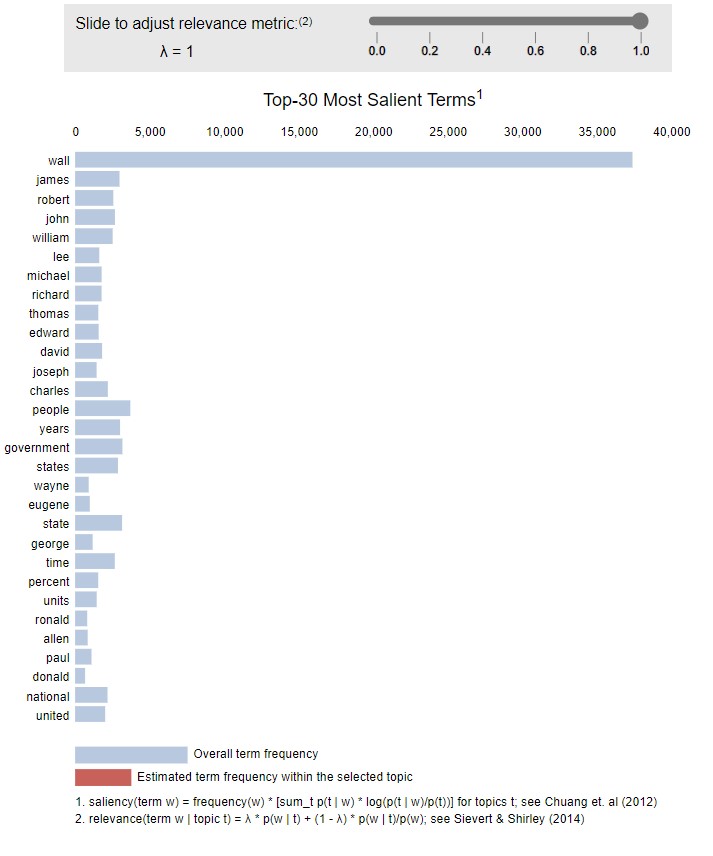 Slide to adjust relevance metric:(2)
λ = 1
0.0 0.2 0.4 0.6 0.8 1.0
Top-30 Most Salient Terms1
0 5,000 10,000 15,000 20,000 25,000 30,000 35,000 40,000
wall
james
robert
john
william
lee
michael
richard
thomas
edward
david
joseph
charles
people
years
government
states
wayne
eugene
state
george
time
percent
units
ronald
allen
paul
donald
national
united
Overall term frequency
Estimated term frequency within the selected topic
1. saliency(term w) = frequency(w) * [sum_t p(t | w) * log(p(t | w)/p(t))] for topics t; see Chuang et. al (2012)
2. relevance(term w | topic t) = λ * p(w | t) + (1 - λ) * p(w | t)/p(w); see Sievert & Shirley (2014)